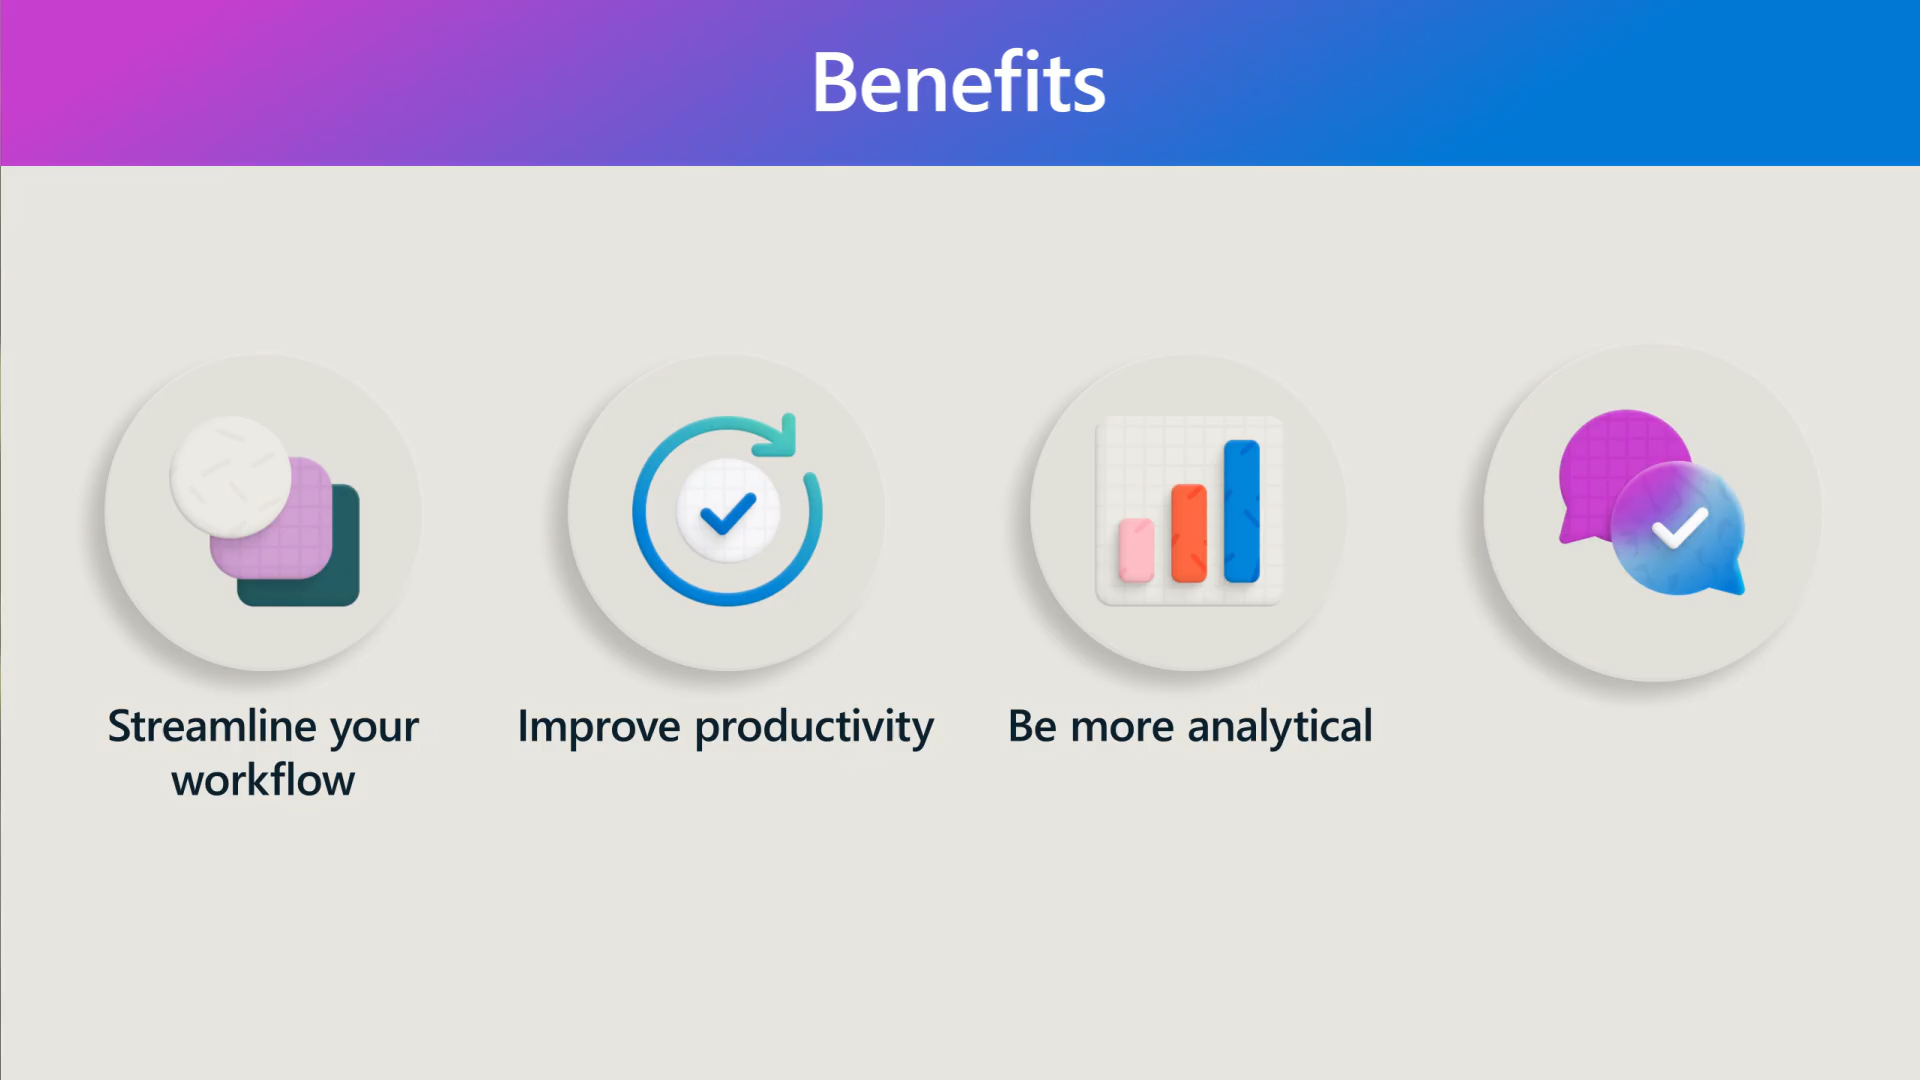 Benefits
Streamline your
workflow
Improve productivity
Be more analytical